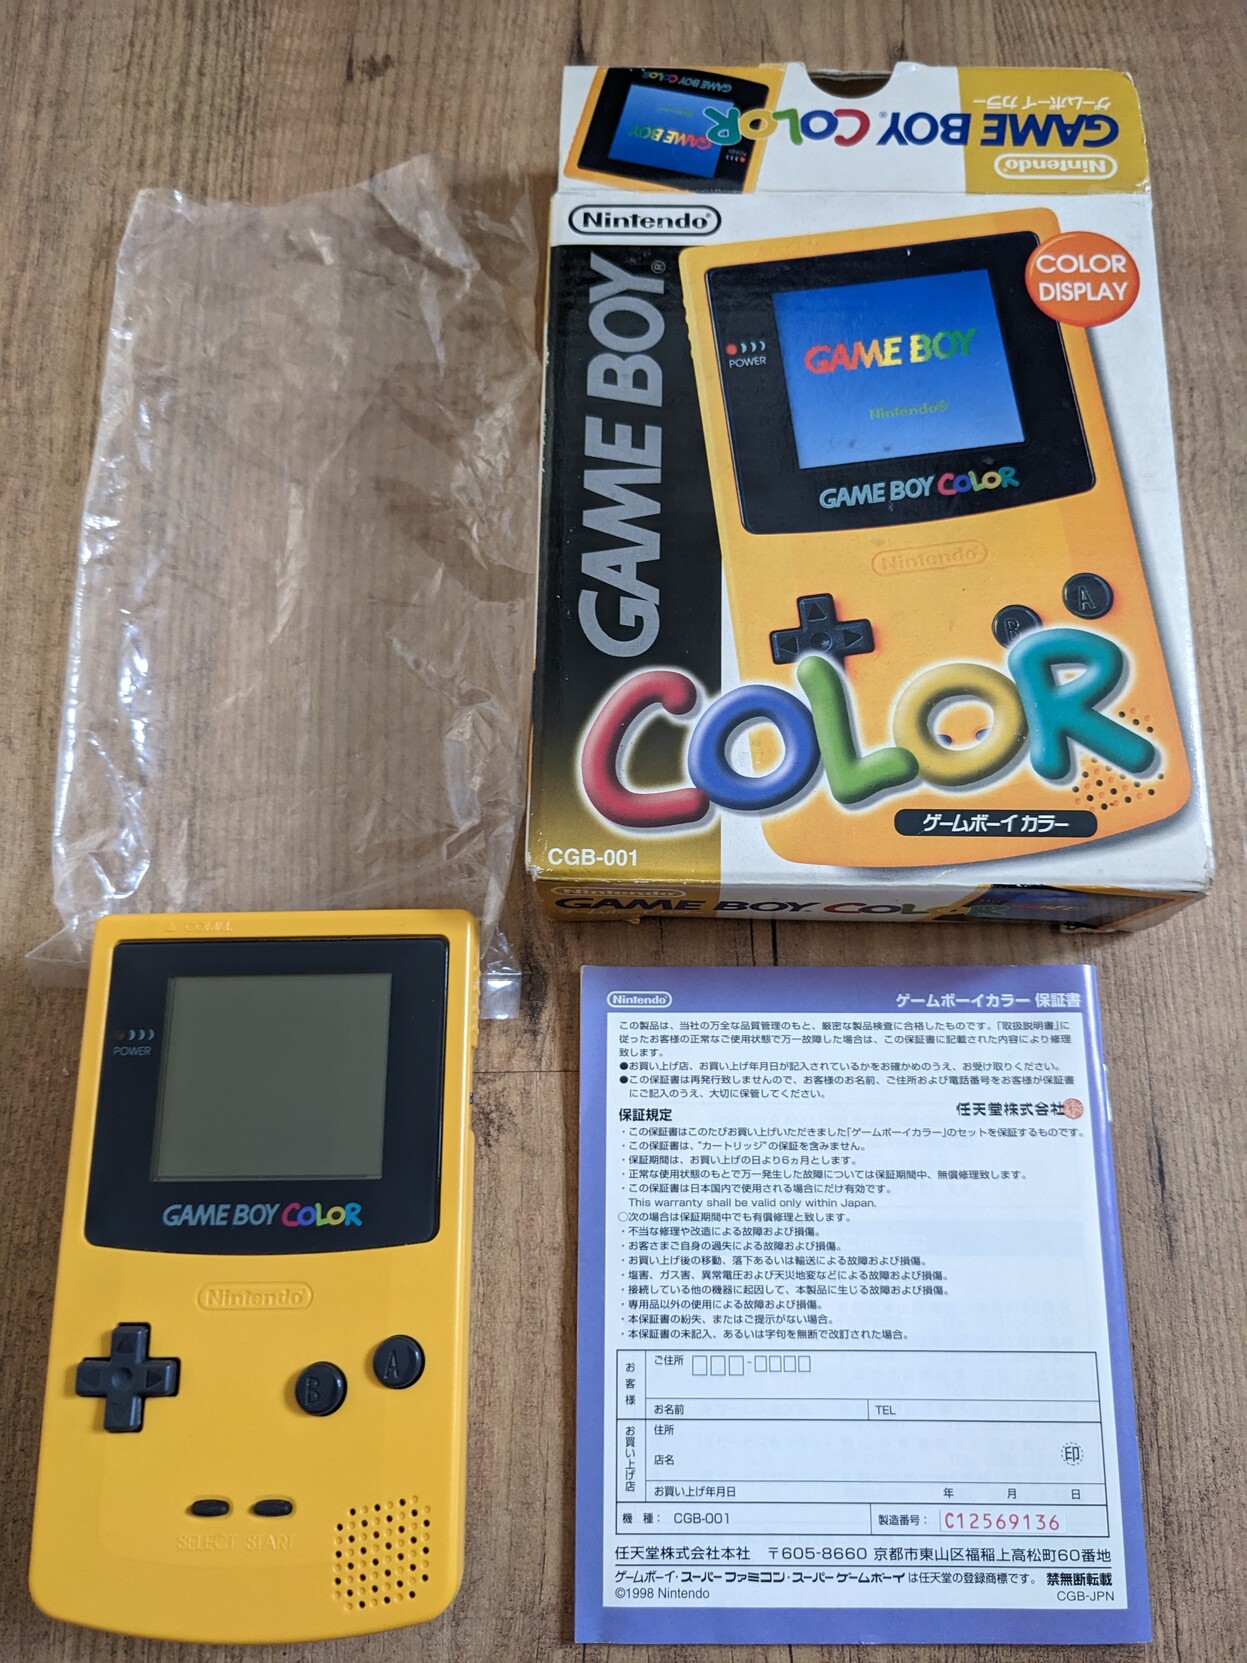 GAME BOY COLOR
GAME BOY COLOR
ゲームボーイカラー
Nintendo
Nintendo®
GAME BOY®
COLOR
DISPLAY
POWER
GAME BOY
Nintendo®
GAME BOY COLOR
Nintendo
A
B
COLOR
ゲームボーイカラー
CGB-001
Nintendo
GAME BOY COLOR
POWER
GAME BOY COLOR
Nintendo
A
B
SELECT START
Nintendo
ゲームボーイカラー 保証書
この製品は、当社の万全な品質管理のもと、厳密な製品検査に合格したものです。「取扱説明書」に
従ったお客様の正常なご使用状態で万一故障した場合は、この保証書に記載された内容により修理
致します。
●お買い上げ店、お買い上げ年月日が記入されているかをお確かめのうえ、お受け取りください。
●この保証書は再発行致しませんので、お客様のお名前、ご住所および電話番号をお客様が保証書
にご記入のうえ、大切に保管してください。
任天堂株式会社
保証規定
・この保証書はこのたびお買い上げいただきました「ゲームボーイカラー」のセットを保証するものです。
・この保証書は、“カートリッジ”の保証を含みません。
・保証期間は、お買い上げの日より6ヵ月とします。
・正常な使用状態のもとで万一発生した故障については保証期間中、無償修理致します。
・この保証書は日本国内で使用される場合にだけ有効です。
This warranty shall be valid only within Japan.
○次の場合は保証期間中でも有償修理と致します。
・不当な修理や改造による故障および損傷。
・お客さまご自身の過失による故障および損傷。
・お買い上げ後の移動、落下あるいは輸送による故障および損傷。
・塩害、ガス害、異常電圧および天災地変などによる故障および損傷。
・接続している他の機器に起因して、本製品に生じる故障および損傷。
・専用品以外の使用による故障および損傷。
・本保証書の紛失、またはご提示がない場合。
・本保証書の未記入、あるいは字句を無断で改訂された場合。
お客様
ご住所 □□□-□□□□
お名前
TEL
お買い上げ店
住所
店名
印
お買い上げ年月日 年 月 日
機 種： CGB-001
製造番号： C12569136
任天堂株式会社本社 〒605-8660 京都市東山区福稲上高松町60番地
ゲームボーイ・スーパーファミコン・スーパーゲームボーイは任天堂の登録商標です。 禁無断転載
©1998 Nintendo
CGB-JPN